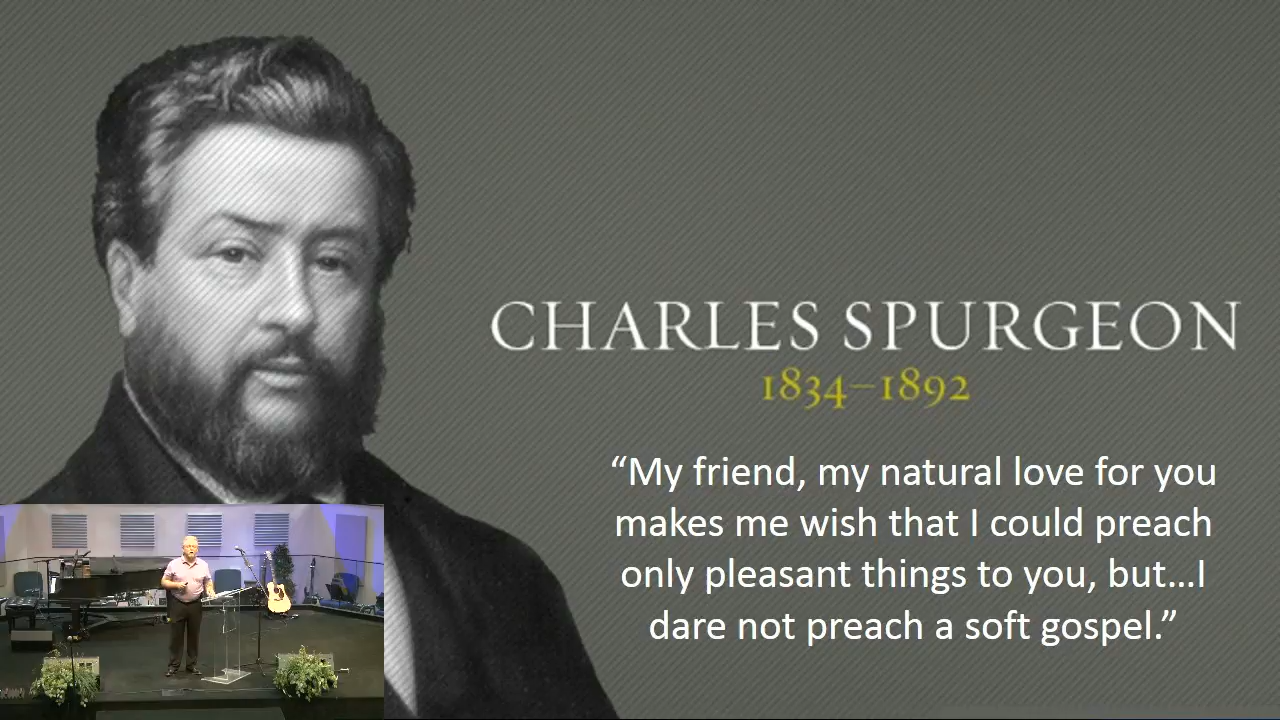 CHARLES SPURGEON
1834–1892
“My friend, my natural love for you
makes me wish that I could preach
only pleasant things to you, but…I
dare not preach a soft gospel.”